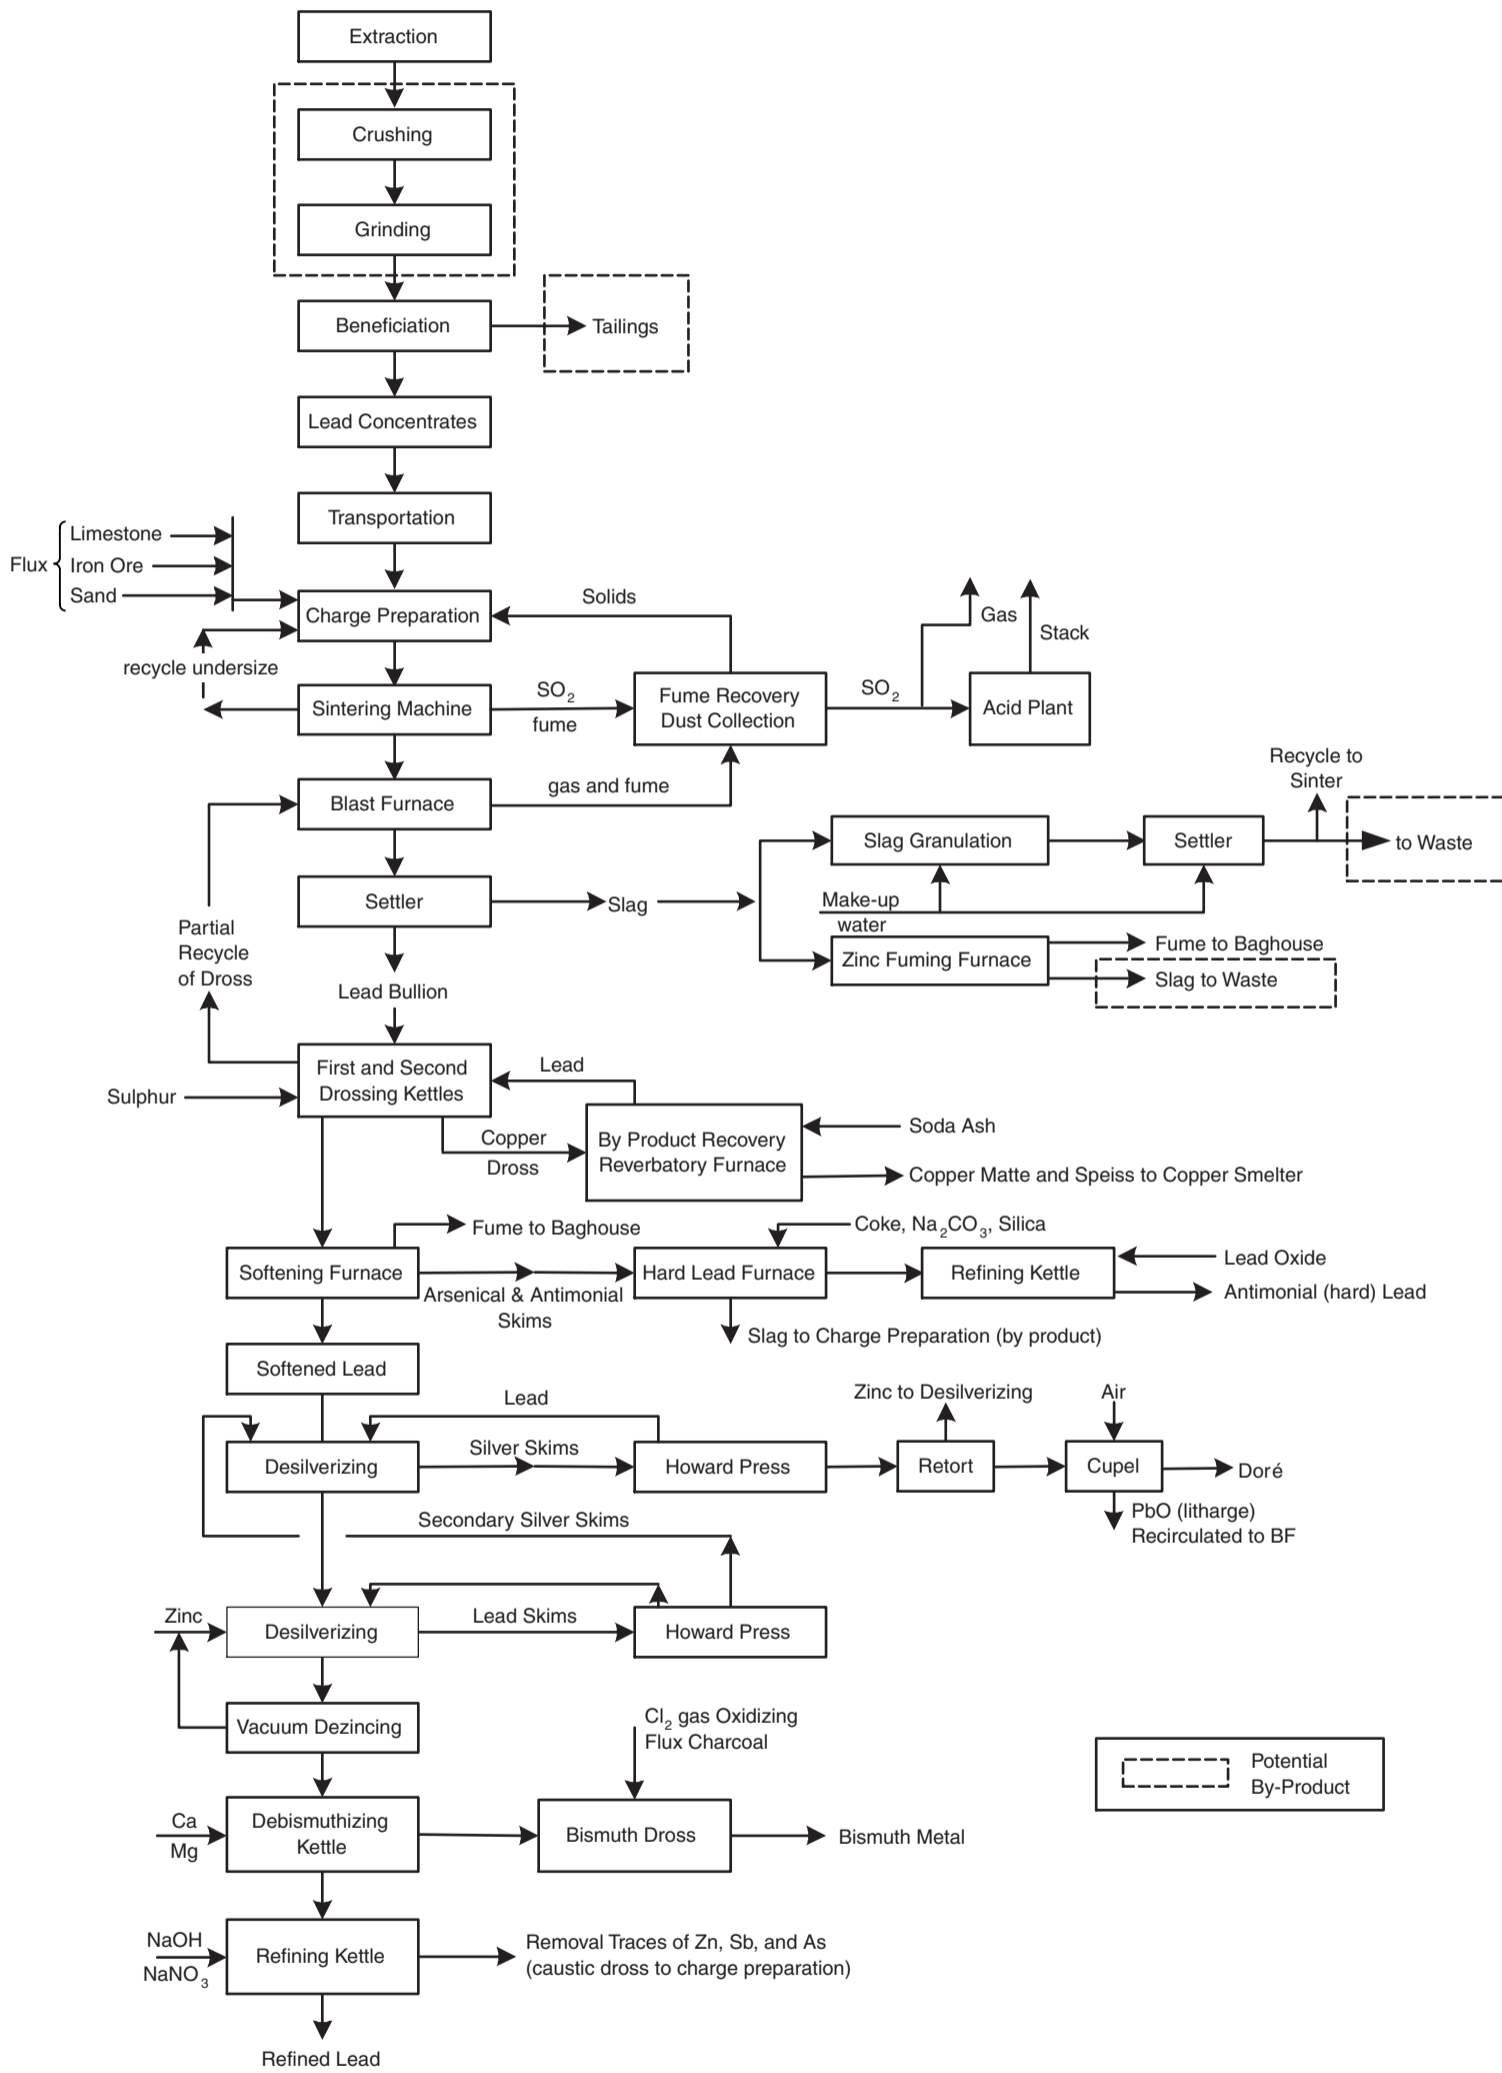 Extraction
Crushing
Grinding
Beneficiation
Tailings
Lead Concentrates
Transportation
Flux
Limestone
Iron Ore
Sand
Charge Preparation
Solids
Gas
Stack
recycle undersize
Sintering Machine
SO2
fume
Fume Recovery
Dust Collection
SO2
Acid Plant
Blast Furnace
gas and fume
Recycle to
Sinter
Slag Granulation
Settler
to Waste
Settler
Slag
Make-up
water
Zinc Fuming Furnace
Fume to Baghouse
Slag to Waste
Partial
Recycle
of Dross
Lead Bullion
First and Second
Drossing Kettles
Lead
Sulphur
Copper
Dross
By Product Recovery
Reverbatory Furnace
Soda Ash
Copper Matte and Speiss to Copper Smelter
Fume to Baghouse
Coke, Na2CO3, Silica
Softening Furnace
Arsenical & Antimonial
Skims
Hard Lead Furnace
Refining Kettle
Lead Oxide
Antimonial (hard) Lead
Slag to Charge Preparation (by product)
Softened Lead
Lead
Zinc to Desilverizing
Air
Desilverizing
Silver Skims
Howard Press
Retort
Cupel
Doré
PbO (litharge)
Recirculated to BF
Secondary Silver Skims
Zinc
Desilverizing
Lead Skims
Howard Press
Vacuum Dezincing
Cl2 gas Oxidizing
Flux Charcoal
Potential
By-Product
Ca
Mg
Debismuthizing
Kettle
Bismuth Dross
Bismuth Metal
NaOH
NaNO3
Refining Kettle
Removal Traces of Zn, Sb, and As
(caustic dross to charge preparation)
Refined Lead